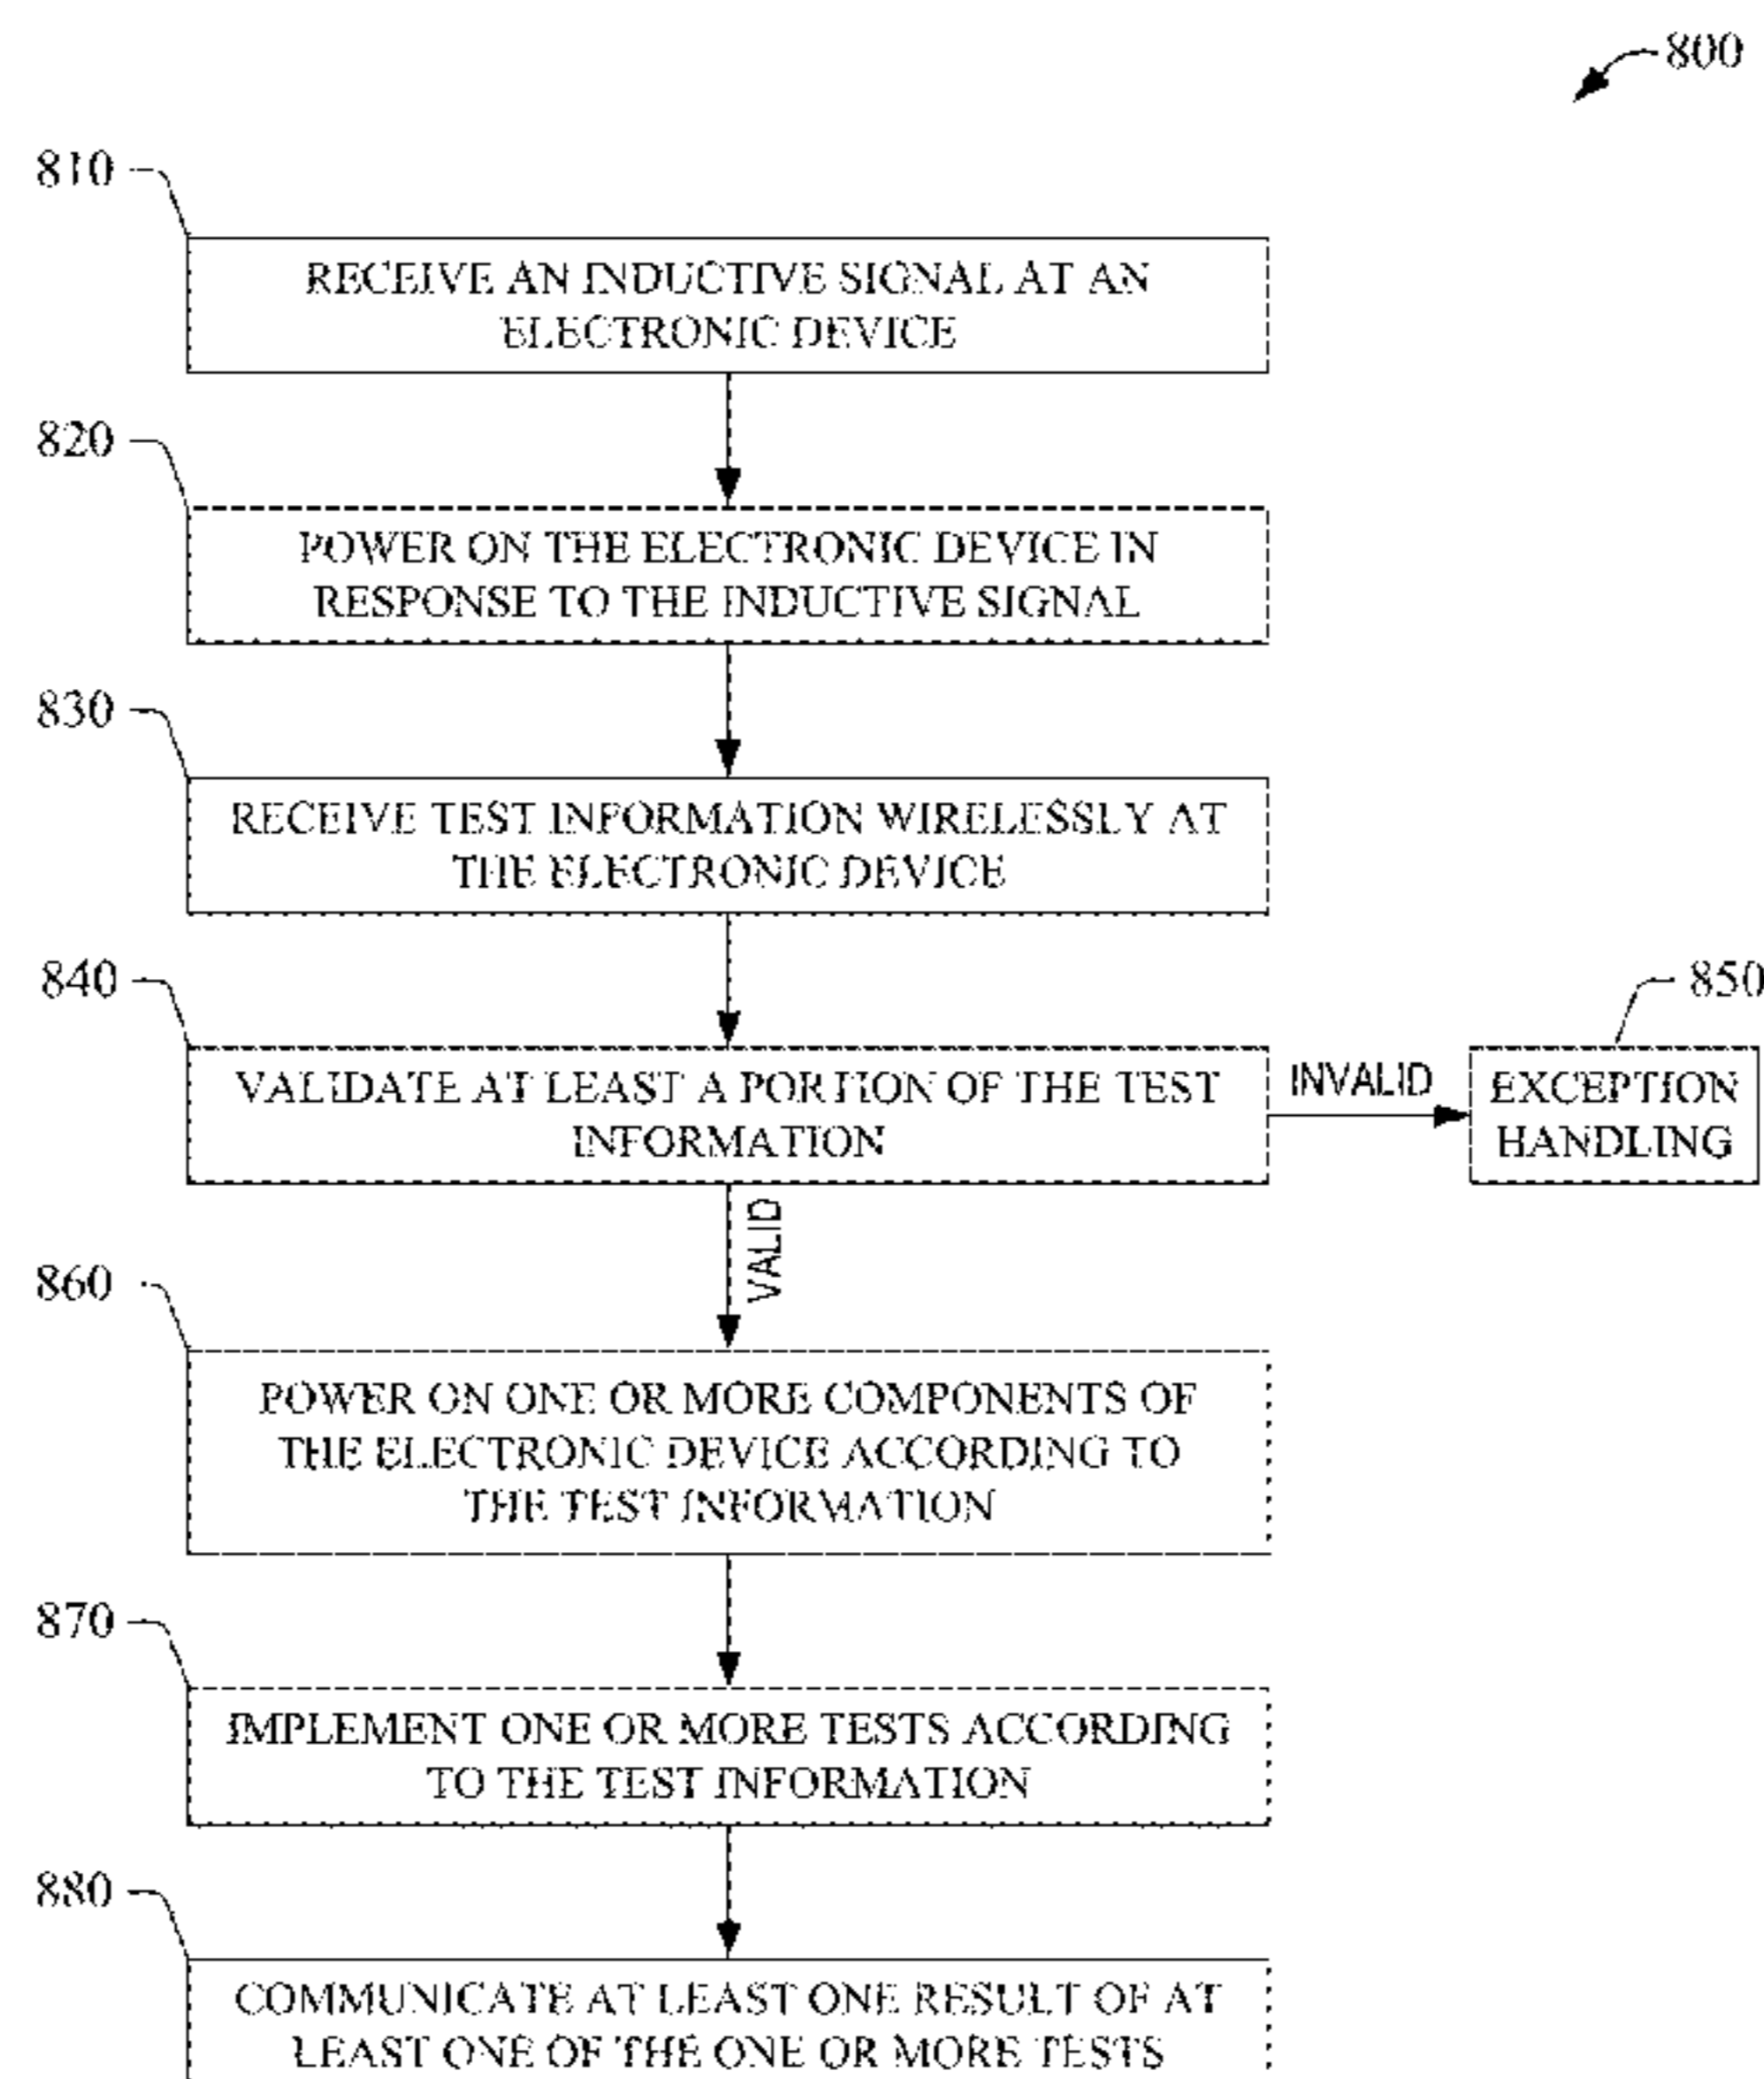 800
810
RECEIVE AN INDUCTIVE SIGNAL AT AN
ELECTRONIC DEVICE
820
POWER ON THE ELECTRONIC DEVICE IN
RESPONSE TO THE INDUCTIVE SIGNAL
830
RECEIVE TEST INFORMATION WIRELESSLY AT
THE ELECTRONIC DEVICE
840
VALIDATE AT LEAST A PORTION OF THE TEST
INFORMATION
INVALID
850
EXCEPTION
HANDLING
VALID
860
POWER ON ONE OR MORE COMPONENTS OF
THE ELECTRONIC DEVICE ACCORDING TO
THE TEST INFORMATION
870
IMPLEMENT ONE OR MORE TESTS ACCORDING
TO THE TEST INFORMATION
880
COMMUNICATE AT LEAST ONE RESULT OF AT
LEAST ONE OF THE ONE OR MORE TESTS